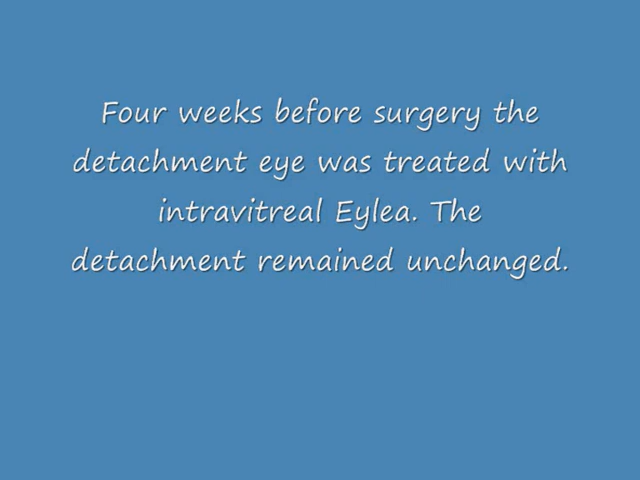 Four weeks before surgery the
detachment eye was treated with
intravitreal Eylea. The
detachment remained unchanged.